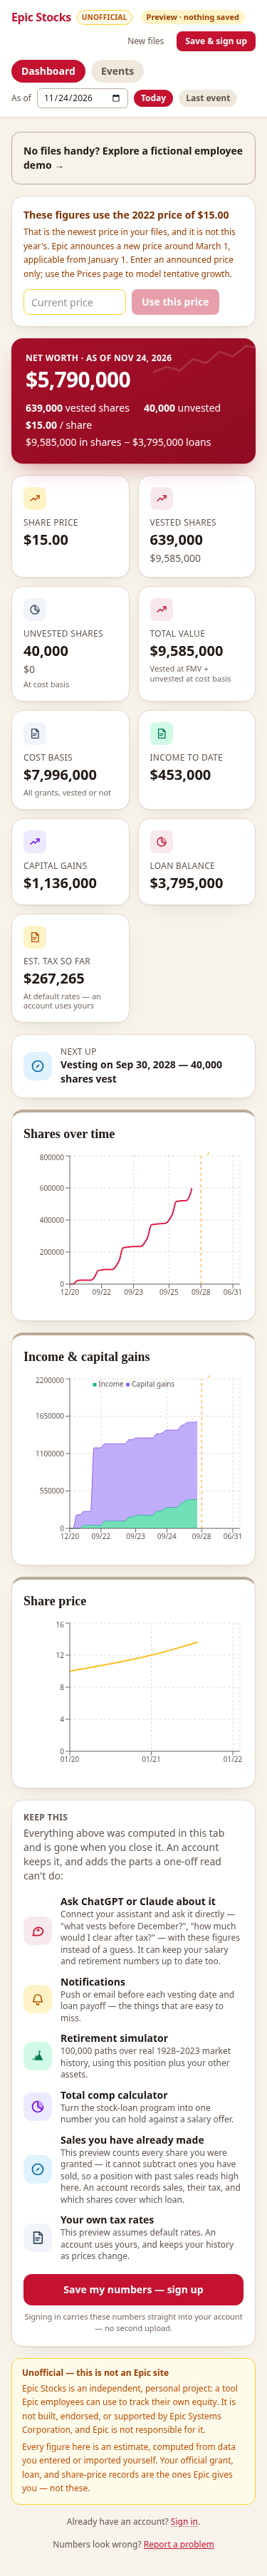 Epic Stocks UNOFFICIAL Preview · nothing saved
New files Save & sign up
Dashboard Events
As of 11/24/2026 Today Last event
No files handy? Explore a fictional employee
demo →
These figures use the 2022 price of $15.00
That is the newest price in your files, and it is not this
year's. Epic announces a new price around March 1,
applicable from January 1. Enter an announced price
only; use the Prices page to model tentative growth.
Current price Use this price
NET WORTH · AS OF NOV 24, 2026
$5,790,000
639,000 vested shares 40,000 unvested
$15.00 / share
$9,585,000 in shares − $3,795,000 loans
SHARE PRICE
$15.00
VESTED SHARES
639,000
$9,585,000
UNVESTED SHARES
40,000
$0
At cost basis
TOTAL VALUE
$9,585,000
Vested at FMV +
unvested at cost basis
COST BASIS
$7,996,000
All grants, vested or not
INCOME TO DATE
$453,000
CAPITAL GAINS
$1,136,000
LOAN BALANCE
$3,795,000
EST. TAX SO FAR
$267,265
At default rates — an
account uses yours
NEXT UP
Vesting on Sep 30, 2028 — 40,000
shares vest
Shares over time
800000
600000
400000
200000
0
12/20 09/22 09/23 09/25 09/28 06/31
Income & capital gains
Income Capital gains
2200000
1650000
1100000
550000
0
12/20 09/22 09/23 09/24 09/28 06/31
Share price
16
12
8
4
0
01/20 01/21 01/22
KEEP THIS
Everything above was computed in this tab
and is gone when you close it. An account
keeps it, and adds the parts a one-off read
can't do:
Ask ChatGPT or Claude about it
Connect your assistant and ask it directly —
"what vests before December?", "how much
would I clear after tax?" — with these figures
instead of a guess. It can keep your salary
and retirement numbers up to date too.
Notifications
Push or email before each vesting date and
loan payoff — the things that are easy to
miss.
Retirement simulator
100,000 paths over real 1928–2023 market
history, using this position plus your other
assets.
Total comp calculator
Turn the stock-loan program into one
number you can hold against a salary offer.
Sales you have already made
This preview counts every share you were
granted — it cannot subtract ones you have
sold, so a position with past sales reads high
here. An account records sales, their tax, and
which shares cover which loan.
Your own tax rates
This preview assumes default rates. An
account uses yours, and keeps your history
as prices change.
Save my numbers — sign up
Signing in carries these numbers straight into your account
— no second upload.
Unofficial — this is not an Epic site
Epic Stocks is an independent, personal project: a tool
Epic employees can use to track their own equity. It is
not built, endorsed, or supported by Epic Systems
Corporation, and Epic is not responsible for it.
Every figure here is an estimate, computed from data
you entered or imported yourself. Your official grant,
loan, and share-price records are the ones Epic gives
you — not these.
Already have an account? Sign in.
Numbers look wrong? Report a problem